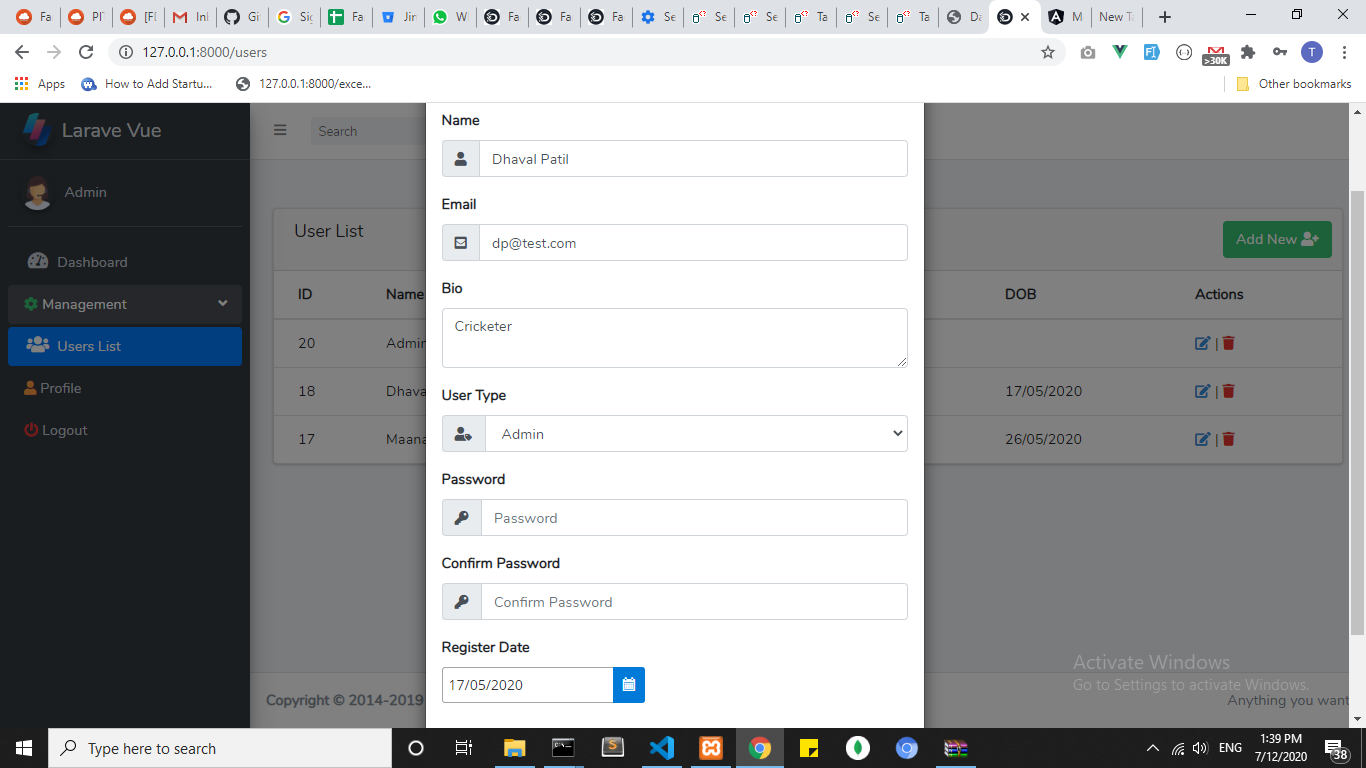 Fa
Pl
[Fl
Inl
Gi
Sig
Fa
Jir
W
Fa
Fa
Fa
Se
Se
Se
Ta
Se
Ta
Da
M
New T
127.0.0.1:8000/users
>30K
T
Apps
How to Add Startu...
127.0.0.1:8000/exce...
Other bookmarks
Larave Vue
Search
Admin
Dashboard
Management
Users List
Profile
Logout
User List
Add New
ID Name DOB Actions
20 Admin |
18 Dhava 17/05/2020 |
17 Maana 26/05/2020 |
Name
Dhaval Patil
Email
dp@test.com
Bio
Cricketer
User Type
Admin
Password
Password
Confirm Password
Confirm Password
Register Date
17/05/2020
Activate Windows
Go to Settings to activate Windows.
Copyright © 2014-2019
Anything you want
Type here to search
ENG
1:39 PM
7/12/2020
38